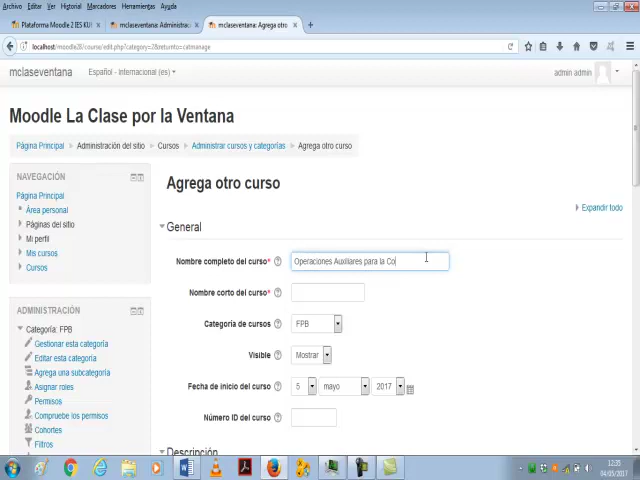 Archivo Editar Ver Historial Marcadores Herramientas Ayuda
Plataforma Moodle 2 IES KU
mclaseventana: Administrac
mclaseventana: Agrega otro
localhost/moodle28/course/edit.php?category=2&returnto=catmanage
mclaseventana
Español - Internacional (es)
admin admin
Moodle La Clase por la Ventana
Página Principal
Administración del sitio
Cursos
Administrar cursos y categorías
Agrega otro curso
NAVEGACIÓN
Página Principal
Área personal
Páginas del sitio
Mi perfil
Mis cursos
Cursos
ADMINISTRACIÓN
Categoría: FPB
Gestionar esta categoría
Editar esta categoría
Agrega una subcategoría
Asignar roles
Permisos
Compruebe los permisos
Cohortes
Filtros
Agrega otro curso
Expandir todo
General
Nombre completo del curso*
Operaciones Auxiliares para la Co
Nombre corto del curso*
Categoría de cursos
FPB
Visible
Mostrar
Fecha de inicio del curso
5 mayo 2017
Número ID del curso
Descripción
12:35
04/05/2017